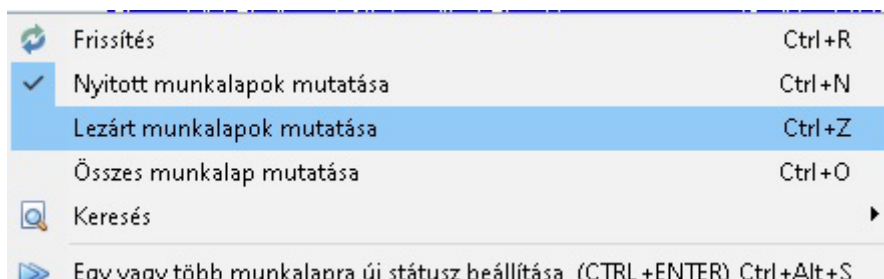 Frissítés Ctrl+R
Nyitott munkalapok mutatása Ctrl+N
Lezárt munkalapok mutatása Ctrl+Z
Összes munkalap mutatása Ctrl+O
Keresés
Egy vagy több munkalapra új státusz beállítása (CTRL+ENTER) Ctrl+Alt+S